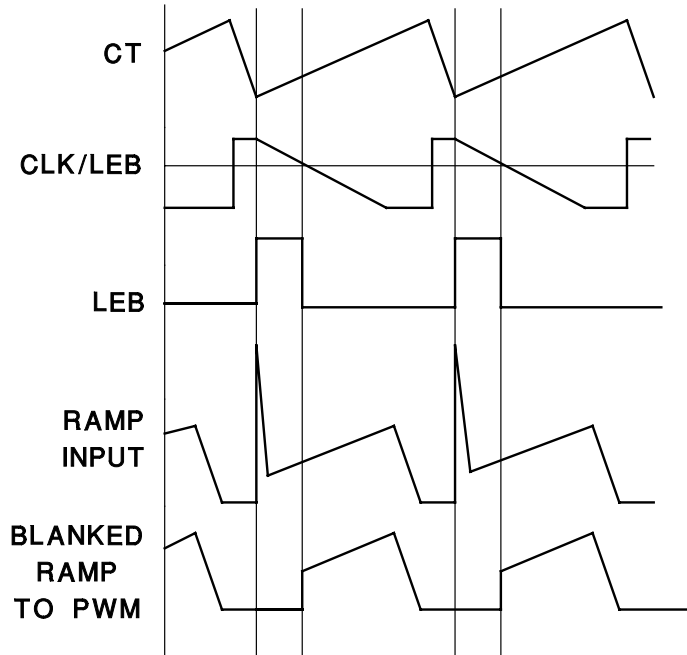 CT
CLK/LEB
LEB
RAMP
INPUT
BLANKED
RAMP
TO PWM